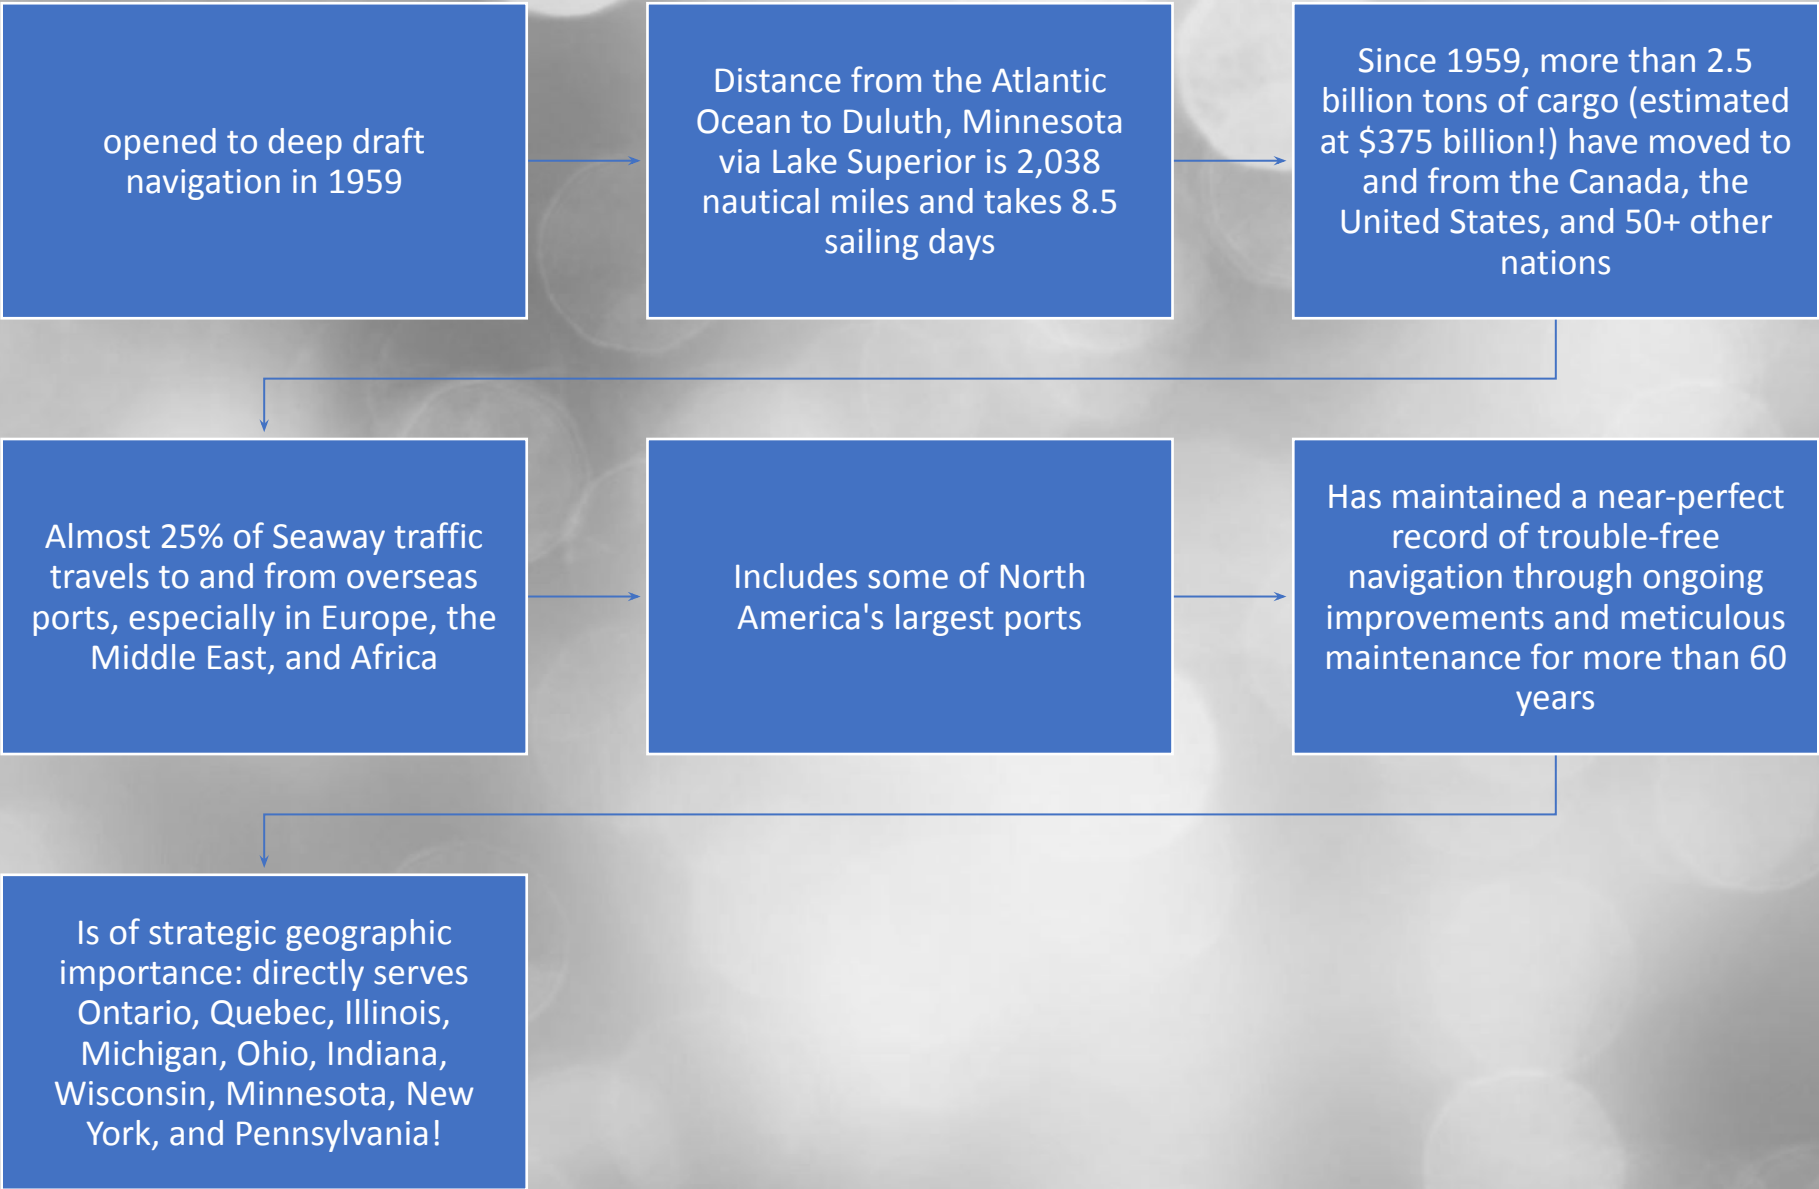 opened to deep draft
navigation in 1959
Distance from the Atlantic
Ocean to Duluth, Minnesota
via Lake Superior is 2,038
nautical miles and takes 8.5
sailing days
Since 1959, more than 2.5
billion tons of cargo (estimated
at $375 billion!) have moved to
and from the Canada, the
United States, and 50+ other
nations
Almost 25% of Seaway traffic
travels to and from overseas
ports, especially in Europe, the
Middle East, and Africa
Includes some of North
America's largest ports
Has maintained a near-perfect
record of trouble-free
navigation through ongoing
improvements and meticulous
maintenance for more than 60
years
Is of strategic geographic
importance: directly serves
Ontario, Quebec, Illinois,
Michigan, Ohio, Indiana,
Wisconsin, Minnesota, New
York, and Pennsylvania!